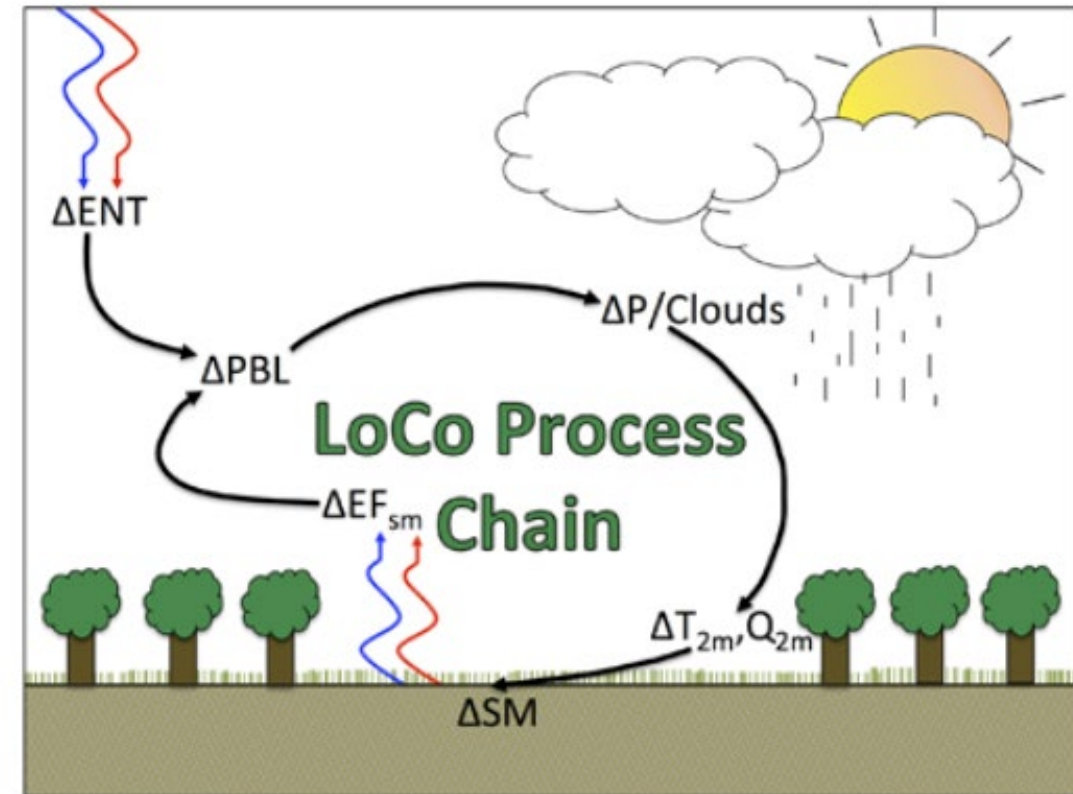 ΔENT
ΔP/Clouds
ΔPBL
LoCo Process
Chain
ΔEFsm
ΔT2m,Q2m
ΔSM